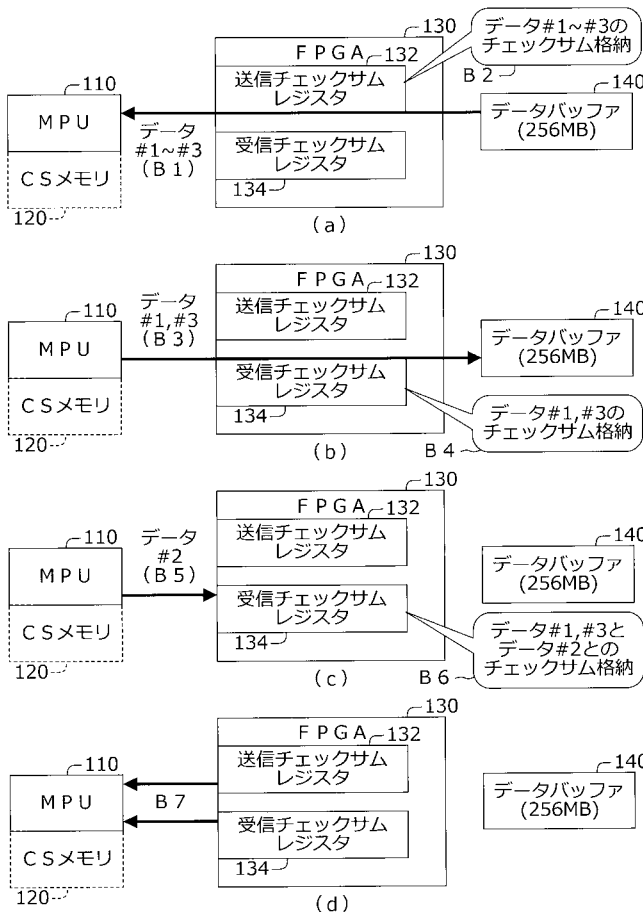 130
FPGA 132
送信チェックサム
レジスタ
データ#1~#3の
チェックサム格納
B2
110
MPU
CSメモリ
120
データ
#1~#3
(B1)
受信チェックサム
レジスタ
134
140
データバッファ
(256MB)
(a)
130
FPGA 132
送信チェックサム
レジスタ
110
MPU
CSメモリ
120
データ
#1,#3
(B3)
受信チェックサム
レジスタ
134
140
データバッファ
(256MB)
データ#1,#3の
チェックサム格納
B4
(b)
130
FPGA 132
送信チェックサム
レジスタ
110
MPU
CSメモリ
120
データ
#2
(B5)
受信チェックサム
レジスタ
134
140
データバッファ
(256MB)
データ#1,#3と
データ#2との
チェックサム格納
B6
(c)
130
FPGA 132
送信チェックサム
レジスタ
110
MPU
CSメモリ
120
B7
受信チェックサム
レジスタ
134
140
データバッファ
(256MB)
(d)